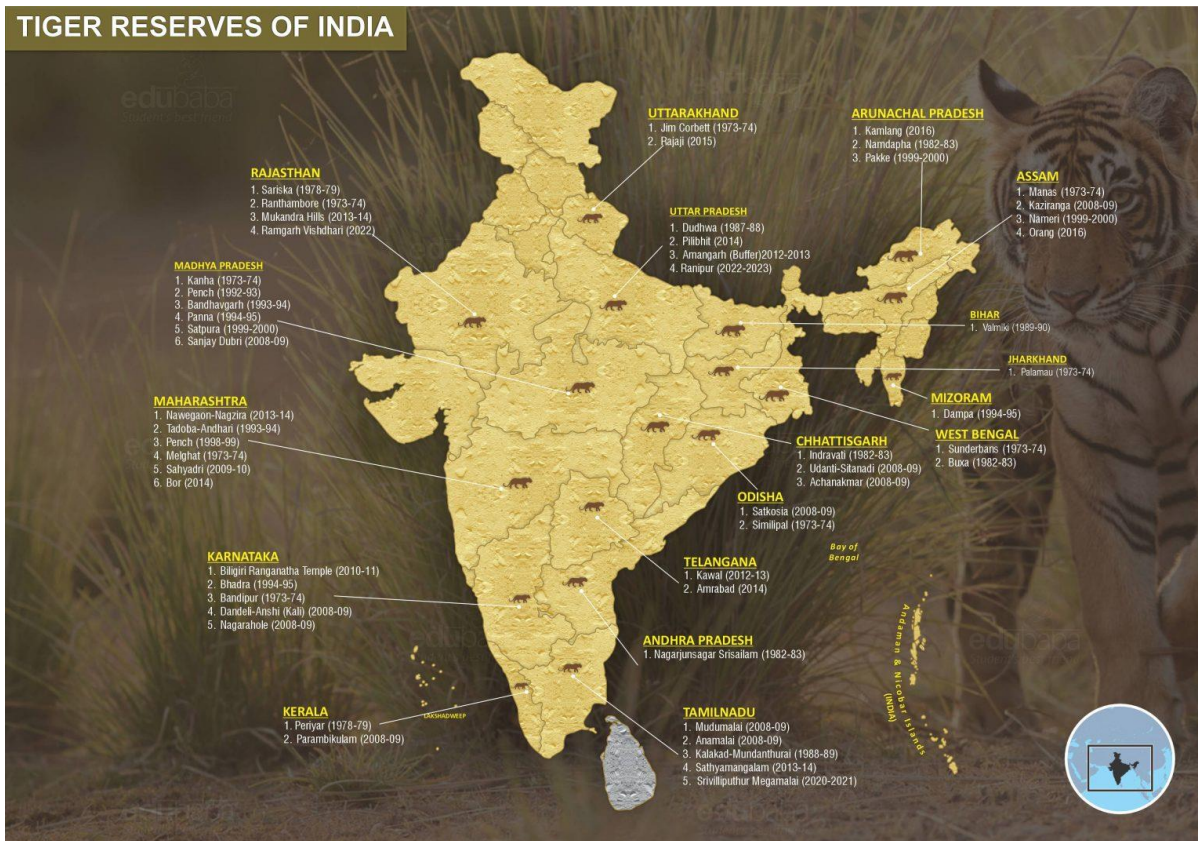 TIGER RESERVES OF INDIA
edubaba
UTTARAKHAND
1. Jim Corbett (1973-74)
2. Rajaji (2015)
ARUNACHAL PRADESH
1. Kamlang (2016)
2. Namdapha (1982-83)
3. Pakke (1999-2000)
RAJASTHAN
1. Sariska (1978-79)
2. Ranthambore (1973-74)
3. Mukandra Hills (2013-14)
4. Ramgarh Vishdhari (2022)
ASSAM
1. Manas (1973-74)
2. Kaziranga (2008-09)
3. Nameri (1999-2000)
4. Orang (2016)
UTTAR PRADESH
1. Dudhwa (1987-88)
2. Pilibhit (2014)
3. Amangarh (Buffer)2012-2013
4. Ranipur (2022-2023)
MADHYA PRADESH
1. Kanha (1973-74)
2. Pench (1992-93)
3. Bandhavgarh (1993-94)
4. Panna (1994-95)
5. Satpura (1999-2000)
6. Sanjay Dubri (2008-09)
BIHAR
1. Valmiki (1989-90)
JHARKHAND
1. Palamau (1973-74)
MIZORAM
1. Dampa (1994-95)
MAHARASHTRA
1. Nawegaon-Nagzira (2013-14)
2. Tadoba-Andhari (1993-94)
3. Pench (1998-99)
4. Melghat (1973-74)
5. Sahyadri (2009-10)
6. Bor (2014)
WEST BENGAL
1. Sunderbans (1973-74)
2. Buxa (1982-83)
CHHATTISGARH
1. Indravati (1982-83)
2. Udanti-Sitanadi (2008-09)
3. Achanakmar (2008-09)
ODISHA
1. Satkosia (2008-09)
2. Similipal (1973-74)
Bay of
Bengal
KARNATAKA
1. Biligiri Ranganatha Temple (2010-11)
2. Bhadra (1994-95)
3. Bandipur (1973-74)
4. Dandeli-Anshi (Kali) (2008-09)
5. Nagarahole (2008-09)
TELANGANA
1. Kawal (2012-13)
2. Amrabad (2014)
ANDHRA PRADESH
1. Nagarjunsagar Srisailam (1982-83)
Andaman & Nicobar Islands
(INDIA)
edubaba
LAKSHADWEEP
KERALA
1. Periyar (1978-79)
2. Parambikulam (2008-09)
TAMILNADU
1. Mudumalai (2008-09)
2. Anamalai (2008-09)
3. Kalakad-Mundanthurai (1988-89)
4. Sathyamangalam (2013-14)
5. Srivilliputhur Megamalai (2020-2021)